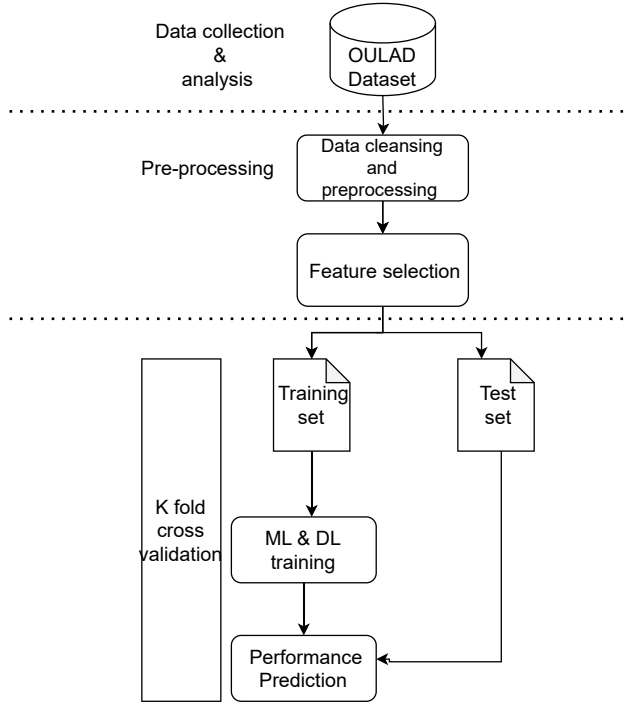 Data collection
&
analysis
OULAD
Dataset
Pre-processing
Data cleansing
and
preprocessing
Feature selection
Training
set
Test
set
K fold
cross
validation
ML & DL
training
Performance
Prediction